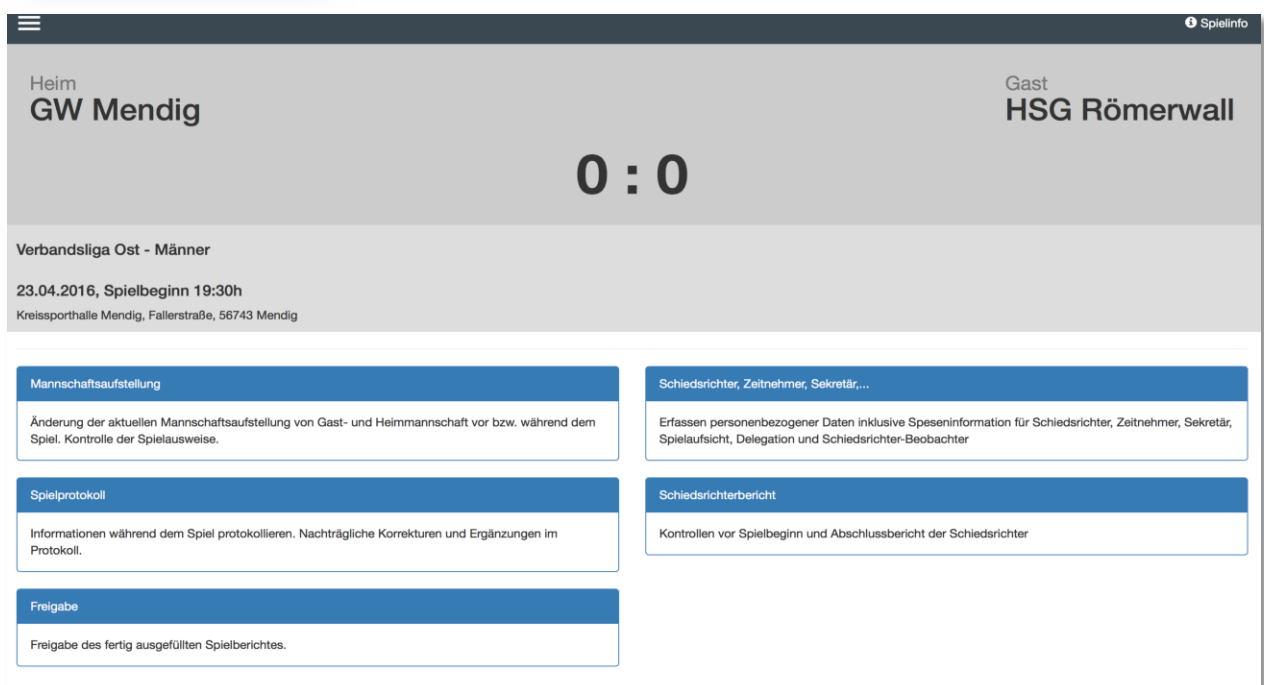 Spielinfo
Heim
GW Mendig
Gast
HSG Römerwall
0 : 0
Verbandsliga Ost - Männer
23.04.2016, Spielbeginn 19:30h
Kreissporthalle Mendig, Fallerstraße, 56743 Mendig
Mannschaftsaufstellung
Änderung der aktuellen Mannschaftsaufstellung von Gast- und Heimmannschaft vor bzw. während dem
Spiel. Kontrolle der Spielausweise.
Schiedsrichter, Zeitnehmer, Sekretär,...
Erfassen personenbezogener Daten inklusive Speseninformation für Schiedsrichter, Zeitnehmer, Sekretär,
Spielaufsicht, Delegation und Schiedsrichter-Beobachter
Spielprotokoll
Informationen während dem Spiel protokollieren. Nachträgliche Korrekturen und Ergänzungen im
Protokoll.
Schiedsrichterbericht
Kontrollen vor Spielbeginn und Abschlussbericht der Schiedsrichter
Freigabe
Freigabe des fertig ausgefüllten Spielberichtes.